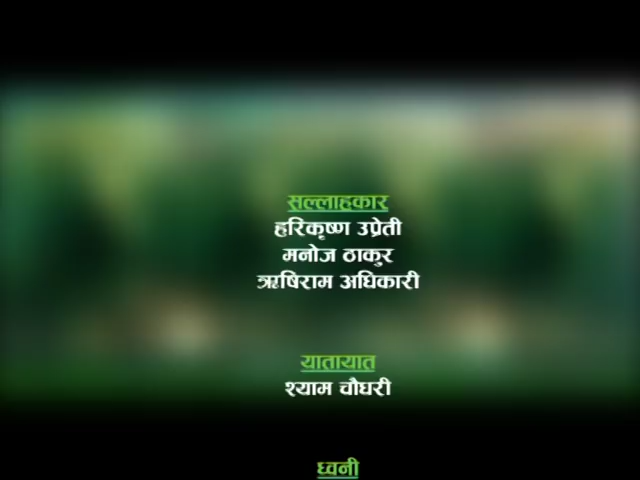 सल्लाहकार
हरिकृष्ण उप्रेती
मनोज ठाकुर
ऋषिराम अधिकारी
यातायात
श्याम चौधरी
ध्वनी